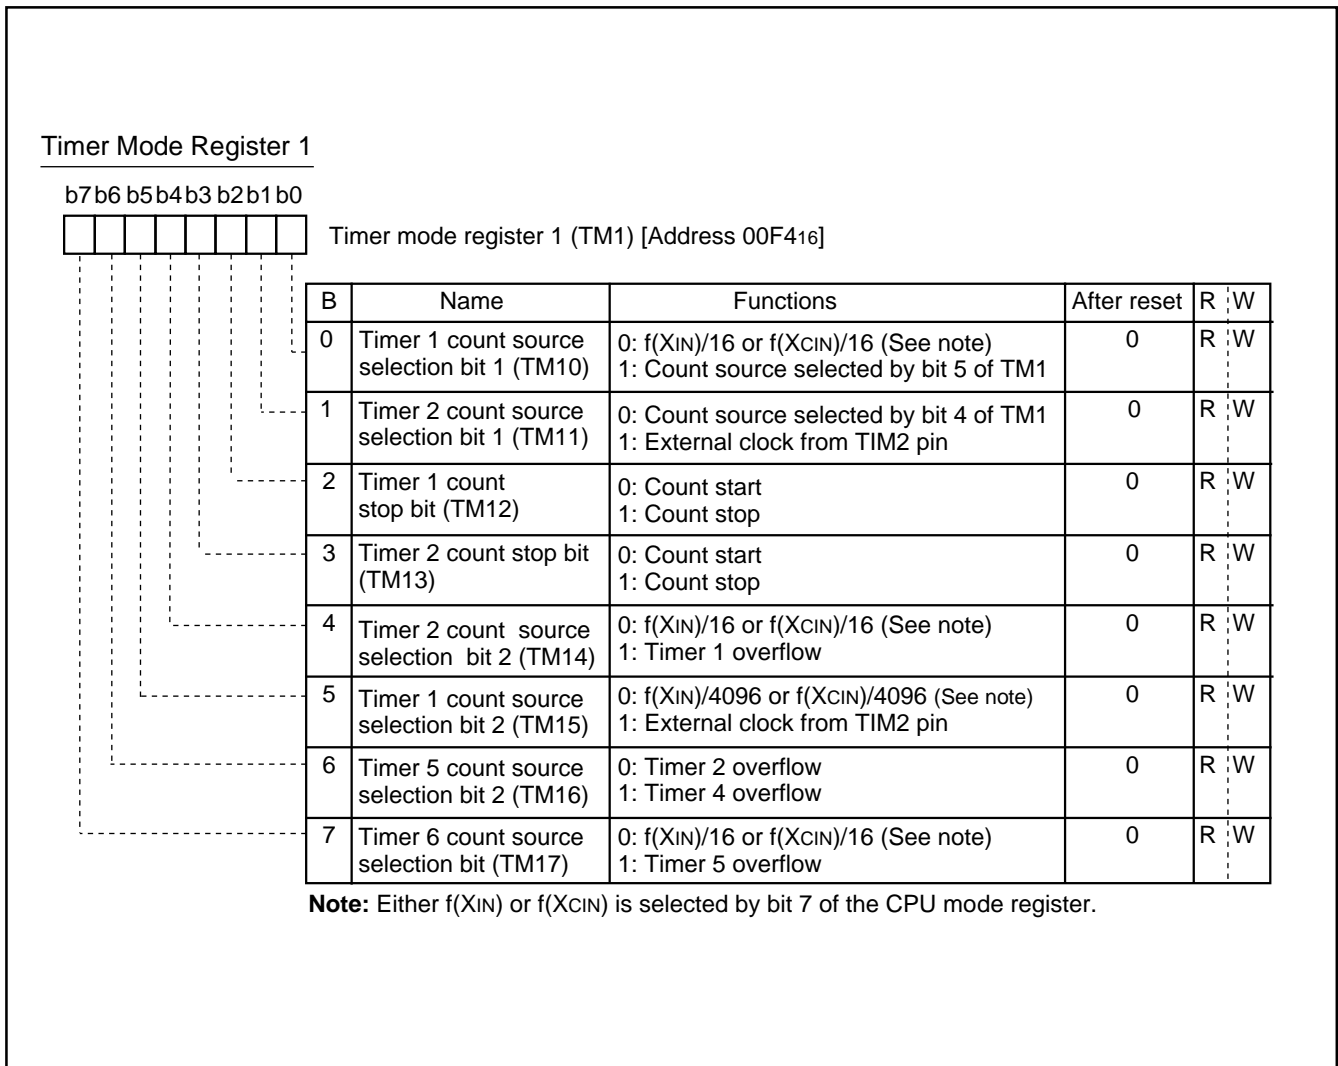 Timer Mode Register 1
b7b6 b5b4b3 b2b1b0
Timer mode register 1 (TM1) [Address 00F416]
B Name Functions After reset R W
0 Timer 1 count source selection bit 1 (TM10) 0: f(XIN)/16 or f(XCIN)/16 (See note) 0 R W
1: Count source selected by bit 5 of TM1
1 Timer 2 count source selection bit 1 (TM11) 0: Count source selected by bit 4 of TM1 0 R W
1: External clock from TIM2 pin
2 Timer 1 count stop bit (TM12) 0: Count start 0 R W
1: Count stop
3 Timer 2 count stop bit (TM13) 0: Count start 0 R W
1: Count stop
4 Timer 2 count source selection bit 2 (TM14) 0: f(XIN)/16 or f(XCIN)/16 (See note) 0 R W
1: Timer 1 overflow
5 Timer 1 count source selection bit 2 (TM15) 0: f(XIN)/4096 or f(XCIN)/4096 (See note) 0 R W
1: External clock from TIM2 pin
6 Timer 5 count source selection bit 2 (TM16) 0: Timer 2 overflow 0 R W
1: Timer 4 overflow
7 Timer 6 count source selection bit (TM17) 0: f(XIN)/16 or f(XCIN)/16 (See note) 0 R W
1: Timer 5 overflow
Note: Either f(XIN) or f(XCIN) is selected by bit 7 of the CPU mode register.